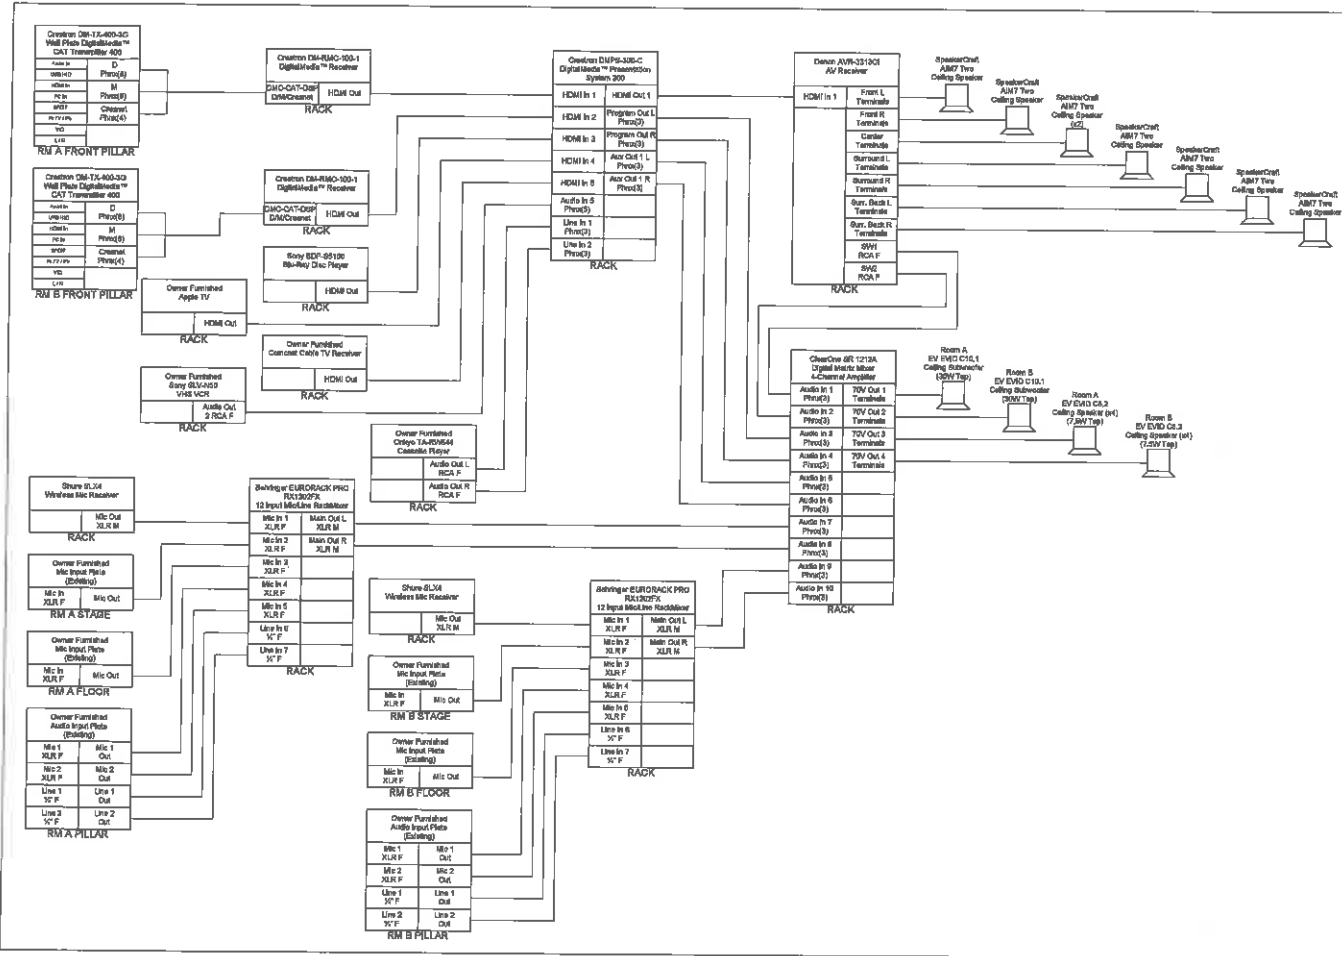 Crestron DM-TX-400-3G
Wall Plate DigitalMedia™
CAT Transmitter 400
Audio In
D
Phnx(5)
HDMI In
M
Phnx(5)
PC In
Cresnet
Phnx(4)
RM A FRONT PILLAR
Crestron DM-TX-400-3G
Wall Plate DigitalMedia™
CAT Transmitter 400
Audio In
D
HDMI In
M
PC In
Cresnet
Phnx(4)
RM B FRONT PILLAR
Crestron DM-RMC-100-1
DigitalMedia™ Receiver
D/M/Cresnet
HDMI Out
RACK
Crestron DM-RMC-100-1
DigitalMedia™ Receiver
D/M/Cresnet
HDMI Out
RACK
Sony BDP-S5100
Blu-Ray Disc Player
HDMI Out
RACK
Owner Furnished
Apple TV
HDMI Out
RACK
Owner Furnished
Comcast Cable TV Receiver
HDMI Out
RACK
Owner Furnished
Sony SLV-N50
VHS VCR
Audio Out
2 RCA F
RACK
Owner Furnished
Onkyo TA-RW544
Cassette Player
Audio Out L
RCA F
Audio Out R
RCA F
RACK
Crestron DMPS-300-C
DigitalMedia™ Presentation
System 300
HDMI In 1
HDMI Out 1
HDMI In 2
Program Out L
Phnx(3)
HDMI In 3
Program Out R
Phnx(3)
HDMI In 4
Aux Out 1 L
Phnx(3)
HDMI In 5
Aux Out 1 R
Phnx(3)
Audio In 5
Phnx(5)
Line In 1
Phnx(3)
Line In 2
Phnx(3)
RACK
Denon AVR-3313CI
AV Receiver
HDMI In 1
Front L
Terminals
Front R
Terminals
Center
Terminals
Surround L
Terminals
Surround R
Terminals
Surr. Back L
Terminals
Surr. Back R
Terminals
SW1
RCA F
SW2
RCA F
RACK
SpeakerCraft
AIM7 Two
Ceiling Speaker
SpeakerCraft
AIM7 Two
Ceiling Speaker
SpeakerCraft
AIM7 Two
Ceiling Speaker
(x2)
SpeakerCraft
AIM7 Two
Ceiling Speaker
SpeakerCraft
AIM7 Two
Ceiling Speaker
SpeakerCraft
AIM7 Two
Ceiling Speaker
SpeakerCraft
AIM7 Two
Ceiling Speaker
ClearOne SR 1212A
Digital Matrix Mixer
4-Channel Amplifier
Audio In 1
Phnx(3)
70V Out 1
Terminals
Audio In 2
Phnx(3)
70V Out 2
Terminals
Audio In 3
Phnx(3)
70V Out 3
Terminals
Audio In 4
Phnx(3)
70V Out 4
Terminals
Audio In 5
Phnx(3)
Audio In 6
Phnx(3)
Audio In 7
Phnx(3)
Audio In 8
Phnx(3)
Audio In 9
Phnx(3)
Audio In 10
Phnx(3)
RACK
Room A
EV EVID C10.1
Ceiling Subwoofer
(30W Tap)
Room B
EV EVID C10.1
Ceiling Subwoofer
(30W Tap)
Room A
EV EVID C8.2
Ceiling Speaker (x4)
(7.5W Tap)
Room B
EV EVID C8.2
Ceiling Speaker (x4)
(7.5W Tap)
Shure SLX4
Wireless Mic Receiver
Mic Out
XLR M
RACK
Owner Furnished
Mic Input Plate
(Existing)
Mic In
XLR F
Mic Out
RM A STAGE
Owner Furnished
Mic Input Plate
(Existing)
Mic In
XLR F
Mic Out
RM A FLOOR
Owner Furnished
Audio Input Plate
(Existing)
Mic 1
XLR F
Mic 1
Out
Mic 2
XLR F
Mic 2
Out
Line 1
¼" F
Line 1
Out
Line 2
¼" F
Line 2
Out
RM A PILLAR
Behringer EURORACK PRO
RX1202FX
12 Input Mic/Line RackMixer
Mic In 1
XLR F
Main Out L
XLR M
Mic In 2
XLR F
Main Out R
XLR M
Mic In 3
XLR F
Mic In 4
XLR F
Mic In 5
XLR F
Line In 6
¼" F
Line In 7
¼" F
RACK
Shure SLX4
Wireless Mic Receiver
Mic Out
XLR M
RACK
Owner Furnished
Mic Input Plate
(Existing)
Mic In
XLR F
Mic Out
RM B STAGE
Owner Furnished
Mic Input Plate
(Existing)
Mic In
XLR F
Mic Out
RM B FLOOR
Owner Furnished
Audio Input Plate
(Existing)
Mic 1
XLR F
Mic 1
Out
Mic 2
XLR F
Mic 2
Out
Line 1
¼" F
Line 1
Out
Line 2
¼" F
Line 2
Out
RM B PILLAR
Behringer EURORACK PRO
RX1202FX
12 Input Mic/Line RackMixer
Mic In 1
XLR F
Main Out L
XLR M
Mic In 2
XLR F
Main Out R
XLR M
Mic In 3
XLR F
Mic In 4
XLR F
Mic In 5
XLR F
Line In 6
¼" F
Line In 7
¼" F
RACK